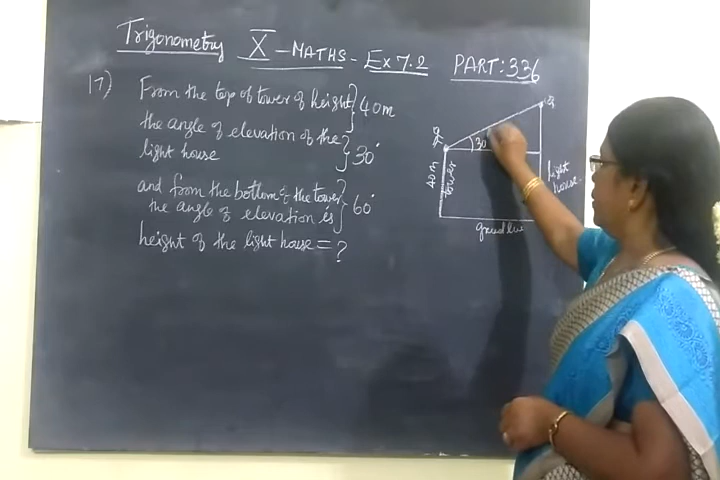 Trigonometry X - MATHS - Ex 7.2 PART: 336
17) From the top of tower of height } 40m
the angle of elevation of the
light house } 30°
and from the bottom of the tower
the angle of elevation is } 60°
height of the light house = ?
30
40 m
tower
light
house.